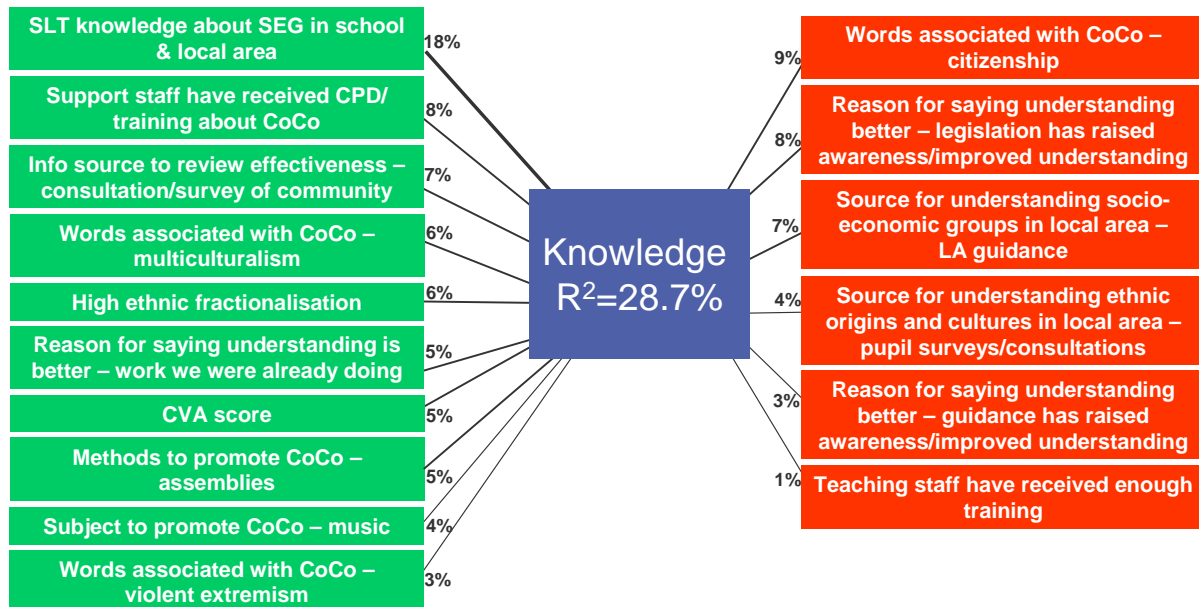 SLT knowledge about SEG in school
& local area
18%
Support staff have received CPD/
training about CoCo
8%
Info source to review effectiveness –
consultation/survey of community
7%
Words associated with CoCo –
multiculturalism
6%
High ethnic fractionalisation
6%
Reason for saying understanding is
better – work we were already doing
5%
CVA score
5%
Methods to promote CoCo –
assemblies
5%
Subject to promote CoCo – music
4%
Words associated with CoCo –
violent extremism
3%
Knowledge
R²=28.7%
9%
Words associated with CoCo –
citizenship
8%
Reason for saying understanding
better – legislation has raised
awareness/improved understanding
7%
Source for understanding socio-
economic groups in local area –
LA guidance
4%
Source for understanding ethnic
origins and cultures in local area –
pupil surveys/consultations
3%
Reason for saying understanding
better – guidance has raised
awareness/improved understanding
1%
Teaching staff have received enough
training